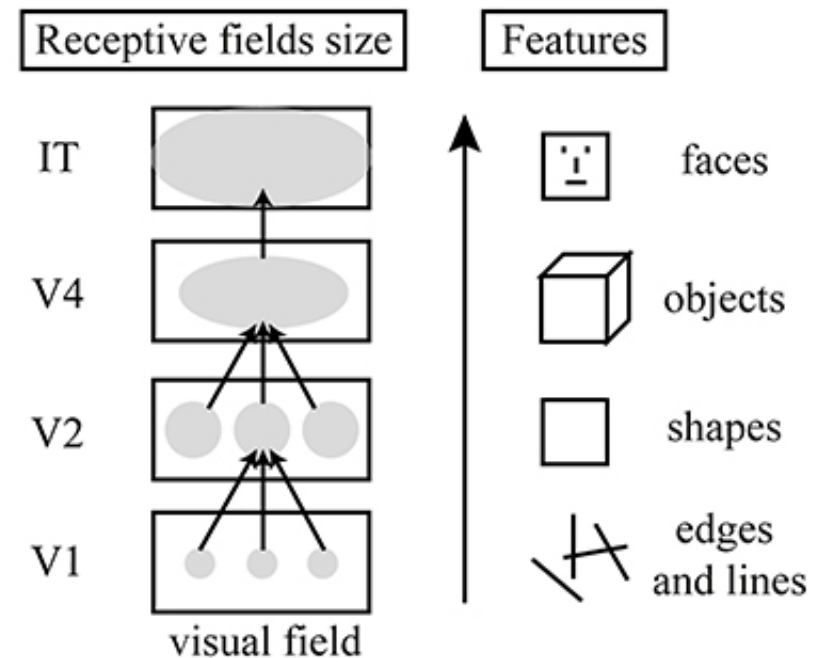 Receptive fields size
Features
IT
faces
V4
objects
V2
shapes
V1
edges
and lines
visual field